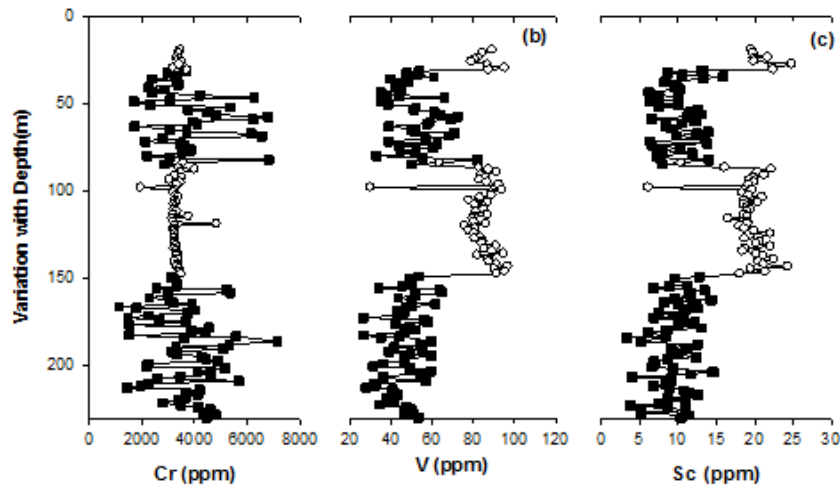 (b)
(c)
0
50
100
150
200
Variation with Depth(m)
0 2000 4000 6000 8000
20 40 60 80 100 120
0 5 10 15 20 25 30
Cr (ppm)
V (ppm)
Sc (ppm)